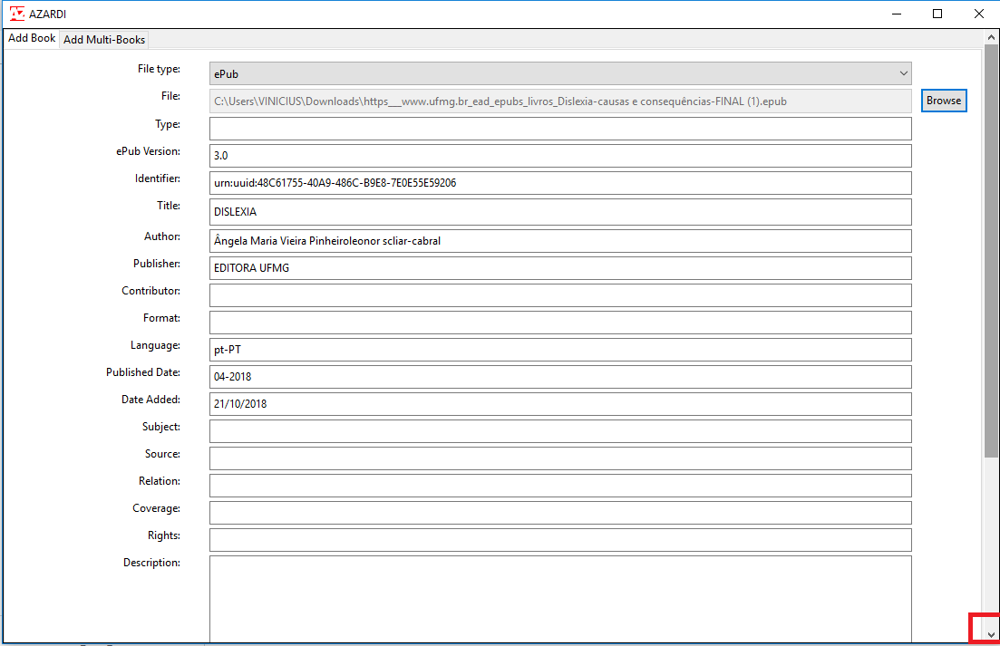 AZARDI
Add Book Add Multi-Books
File type: ePub
File: C:\Users\VINICIUS\Downloads\https___www.ufmg.br_ead_epubs_livros_Dislexia-causas e consequências-FINAL (1).epub Browse
Type:
ePub Version: 3.0
Identifier: urn:uuid:48C61755-40A9-486C-B9E8-7E0E55E59206
Title: DISLEXIA
Author: Ângela Maria Vieira Pinheiroleonor scliar-cabral
Publisher: EDITORA UFMG
Contributor:
Format:
Language: pt-PT
Published Date: 04-2018
Date Added: 21/10/2018
Subject:
Source:
Relation:
Coverage:
Rights:
Description: